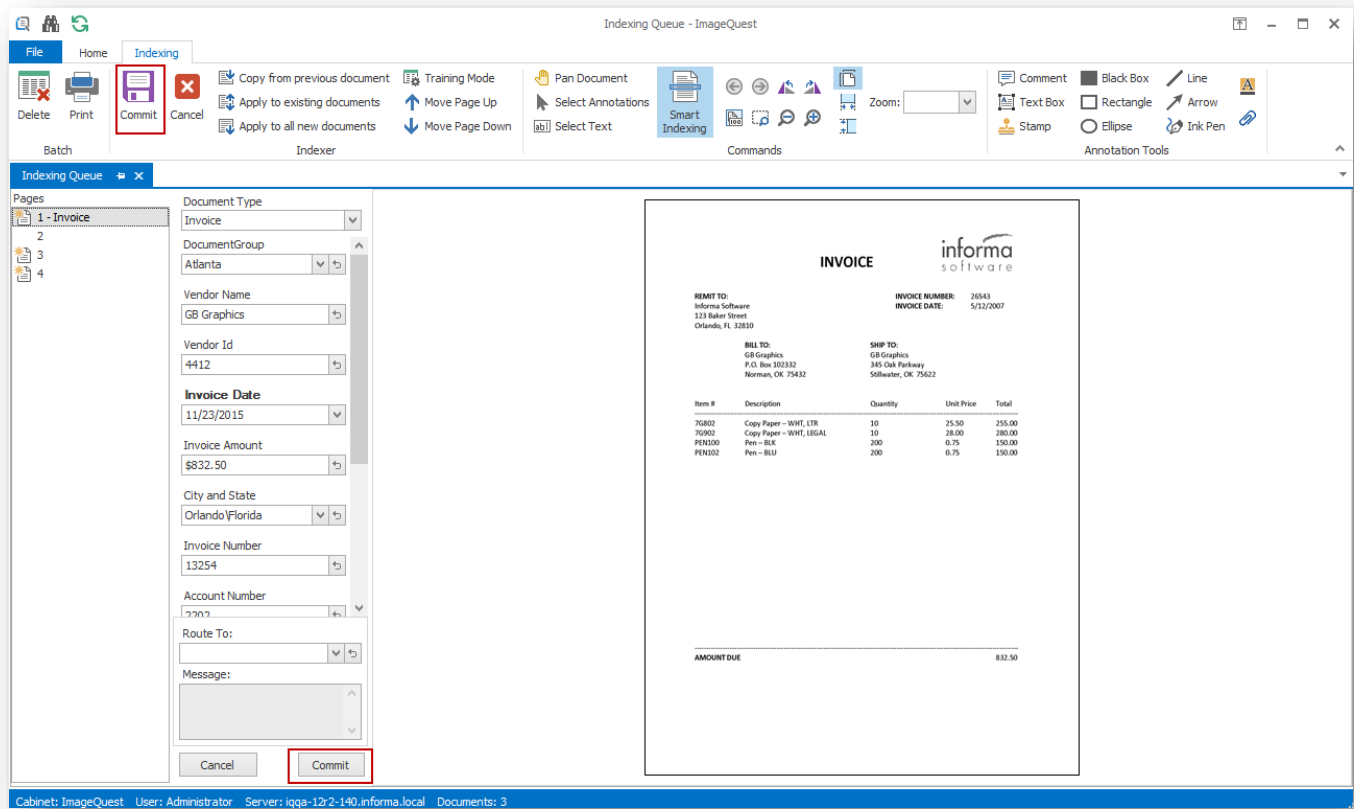 Indexing Queue - ImageQuest
File Home Indexing
Delete Print Commit Cancel
Copy from previous document
Apply to existing documents
Apply to all new documents
Training Mode
Move Page Up
Move Page Down
Pan Document
Select Annotations
Select Text
Smart
Indexing
Zoom:
Comment
Text Box
Stamp
Black Box
Rectangle
Ellipse
Line
Arrow
Ink Pen
Batch Indexer Commands Annotation Tools
Indexing Queue
Pages
1 - Invoice
2
3
4
Document Type
Invoice
DocumentGroup
Atlanta
Vendor Name
GB Graphics
Vendor Id
4412
Invoice Date
11/23/2015
Invoice Amount
$832.50
City and State
Orlando\Florida
Invoice Number
13254
Account Number
2202
Route To:
Message:
Cancel Commit
INVOICE
informa
software
REMIT TO:
Informa Software
123 Baker Street
Orlando, FL 32810
INVOICE NUMBER: 26543
INVOICE DATE: 5/12/2007
BILL TO:
GB Graphics
P.O. Box 102332
Norman, OK 75432
SHIP TO:
GB Graphics
345 Oak Parkway
Stillwater, OK 75622
Item # Description Quantity Unit Price Total
7G802 Copy Paper – WHT, LTR 10 25.50 255.00
7G902 Copy Paper – WHT, LEGAL 10 28.00 280.00
PEN100 Pen – BLK 200 0.75 150.00
PEN102 Pen – BLU 200 0.75 150.00
AMOUNT DUE 832.50
Cabinet: ImageQuest User: Administrator Server: iqqa-12r2-140.informa.local Documents: 3